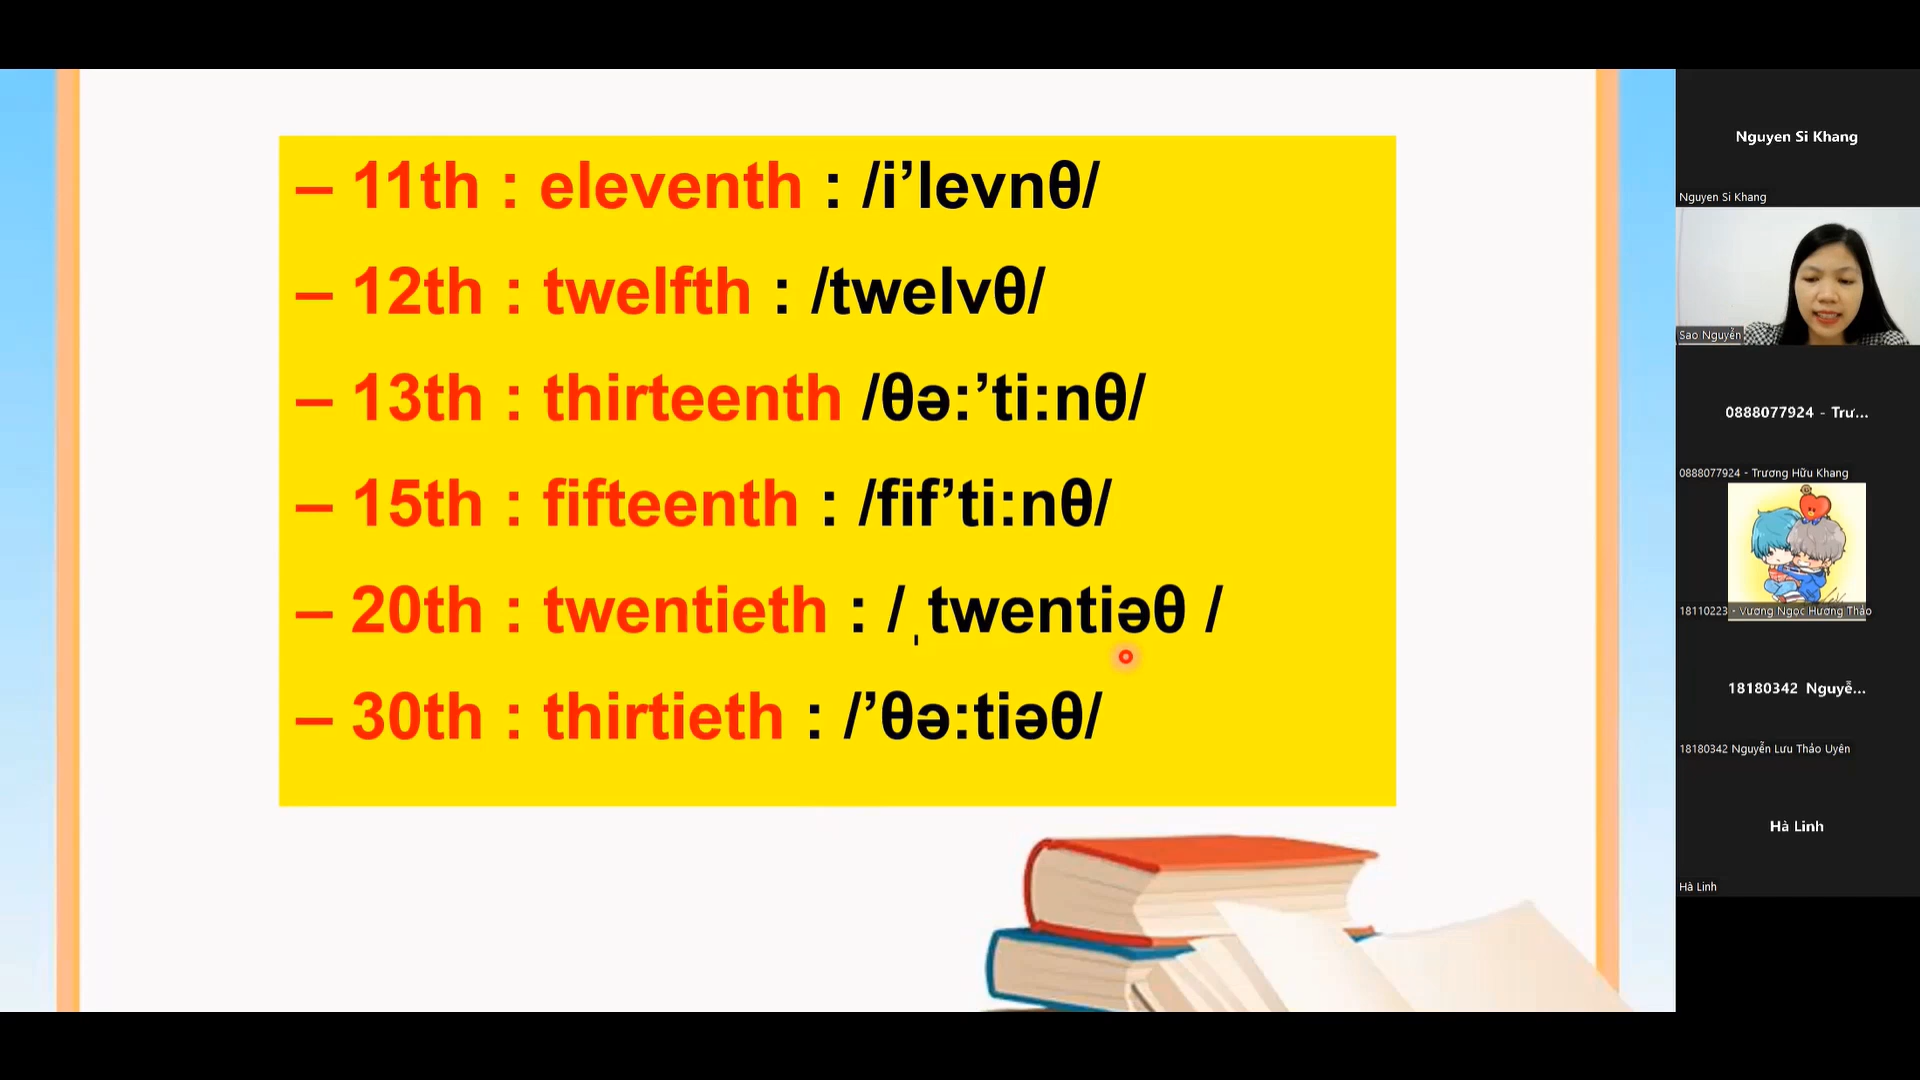 – 11th : eleventh : /i’levnθ/
– 12th : twelfth : /twelvθ/
– 13th : thirteenth /θə:’ti:nθ/
– 15th : fifteenth : /fif’ti:nθ/
– 20th : twentieth : /ˌtwentiəθ /
– 30th : thirtieth : /’θə:tiəθ/
Nguyen Si Khang
Nguyen Si Khang
Sao Nguyễn
0888077924 - Trư...
0888077924 - Trương Hữu Khang
18110223 - Vương Ngọc Hương Thảo
18180342 Nguyễ...
18180342 Nguyễn Lưu Thảo Uyên
Hà Linh
Hà Linh